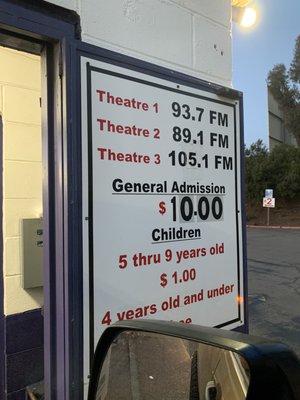 Theatre 1 93.7 FM
Theatre 2 89.1 FM
Theatre 3 105.1 FM
General Admission
$10.00
Children
5 thru 9 years old
$1.00
4 years old and under
2